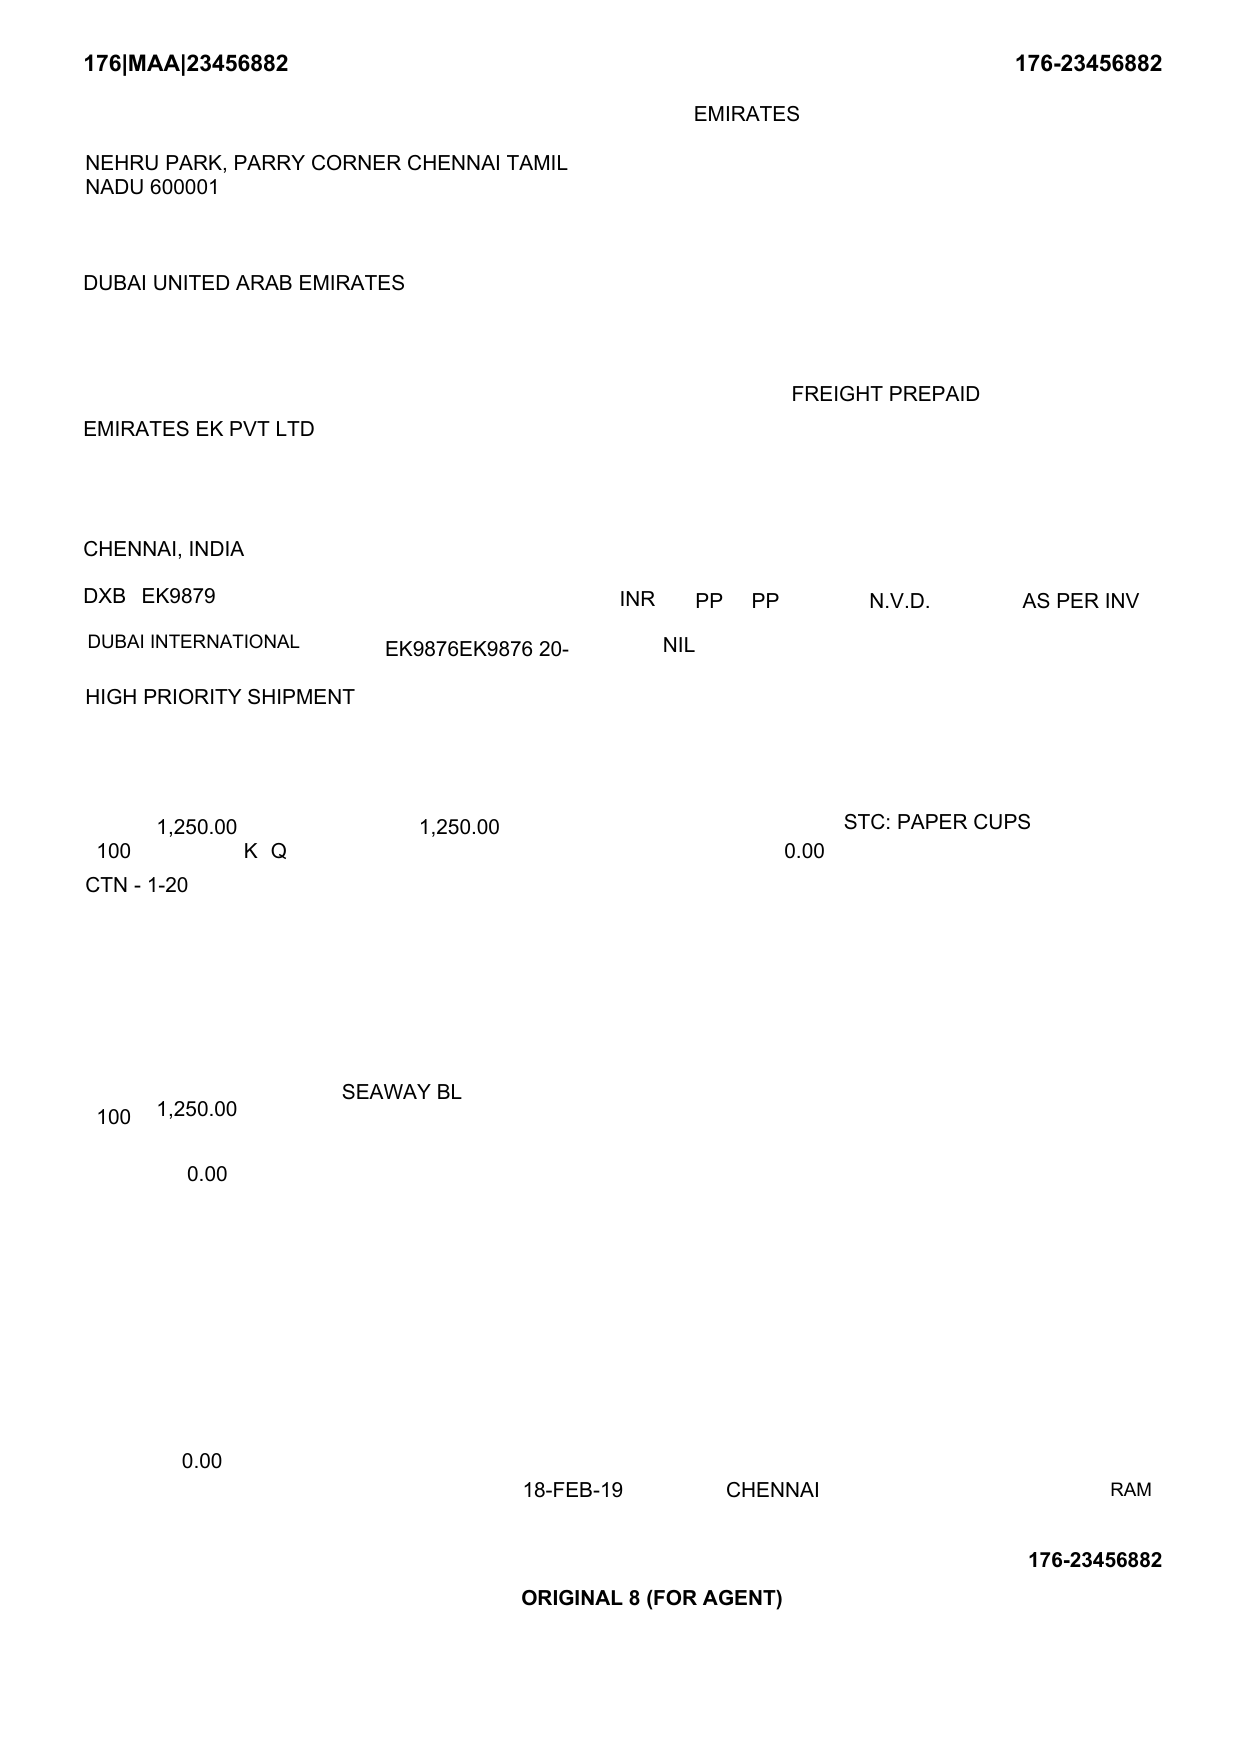 176|MAA|23456882 176-23456882
EMIRATES
NEHRU PARK, PARRY CORNER CHENNAI TAMIL
NADU 600001
DUBAI UNITED ARAB EMIRATES
FREIGHT PREPAID
EMIRATES EK PVT LTD
CHENNAI, INDIA
DXB EK9879 INR PP PP N.V.D. AS PER INV
DUBAI INTERNATIONAL EK9876EK9876 20- NIL
HIGH PRIORITY SHIPMENT
1,250.00 1,250.00 STC: PAPER CUPS
100 K Q 0.00
CTN - 1-20
SEAWAY BL
100 1,250.00
0.00
0.00
18-FEB-19 CHENNAI RAM
176-23456882
ORIGINAL 8 (FOR AGENT)